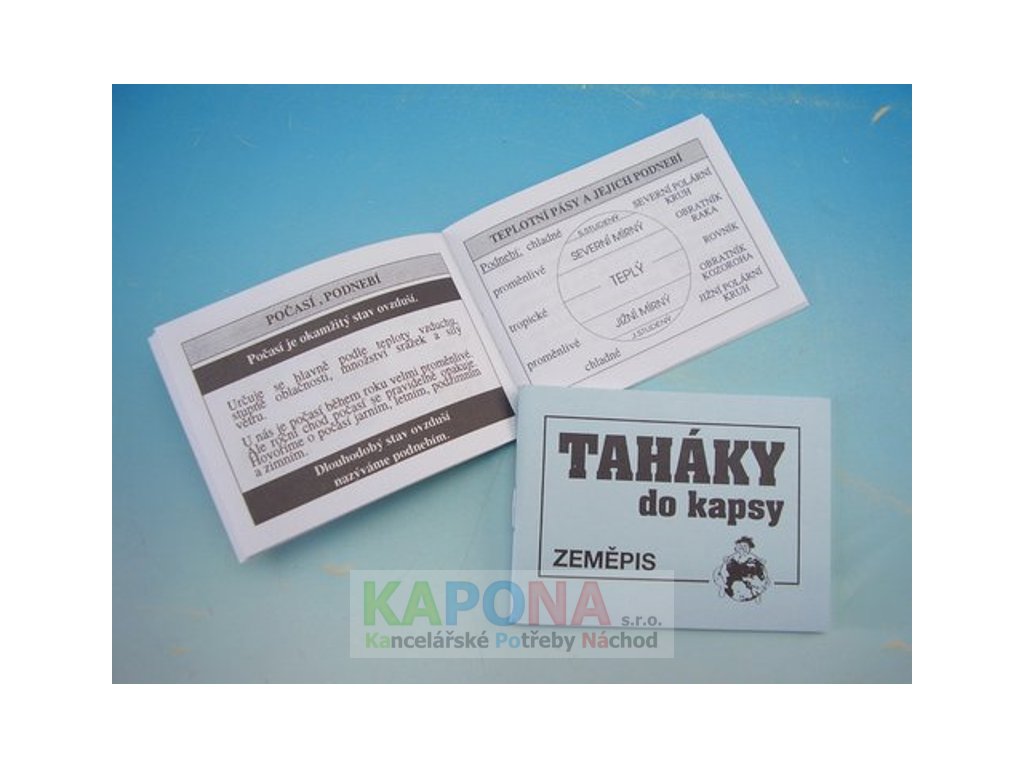 POČASÍ , PODNEBÍ
Počasí je okamžitý stav ovzduší.
Určuje se hlavně podle teploty vzduchu,
stupně oblačnosti, množství srážek a síly
větru.
U nás je počasí během roku velmi proměnlivé.
Ale roční chod počasí se pravidelně opakuje.
Hovoříme o počasí jarním, letním, podzimním
a zimním.
Dlouhodobý stav ovzduší
nazýváme podnebím.
TEPLOTNÍ PÁSY A JEJICH PODNEBÍ
Podnebí: chladné
proměnlivé
tropické
proměnlivé
chladné
S.STUDENÝ
SEVERNÍ MÍRNÝ
TEPLÝ
JIŽNÍ MÍRNÝ
J.STUDENÝ
SEVERNÍ POLÁRNÍ
KRUH
OBRATNÍK
RAKA
ROVNÍK
OBRATNÍK
KOZOROHA
JIŽNÍ POLÁRNÍ
KRUH
TAHÁKY
do kapsy
ZEMĚPIS
KAPONA s.r.o.
Kancelářské Potřeby Náchod